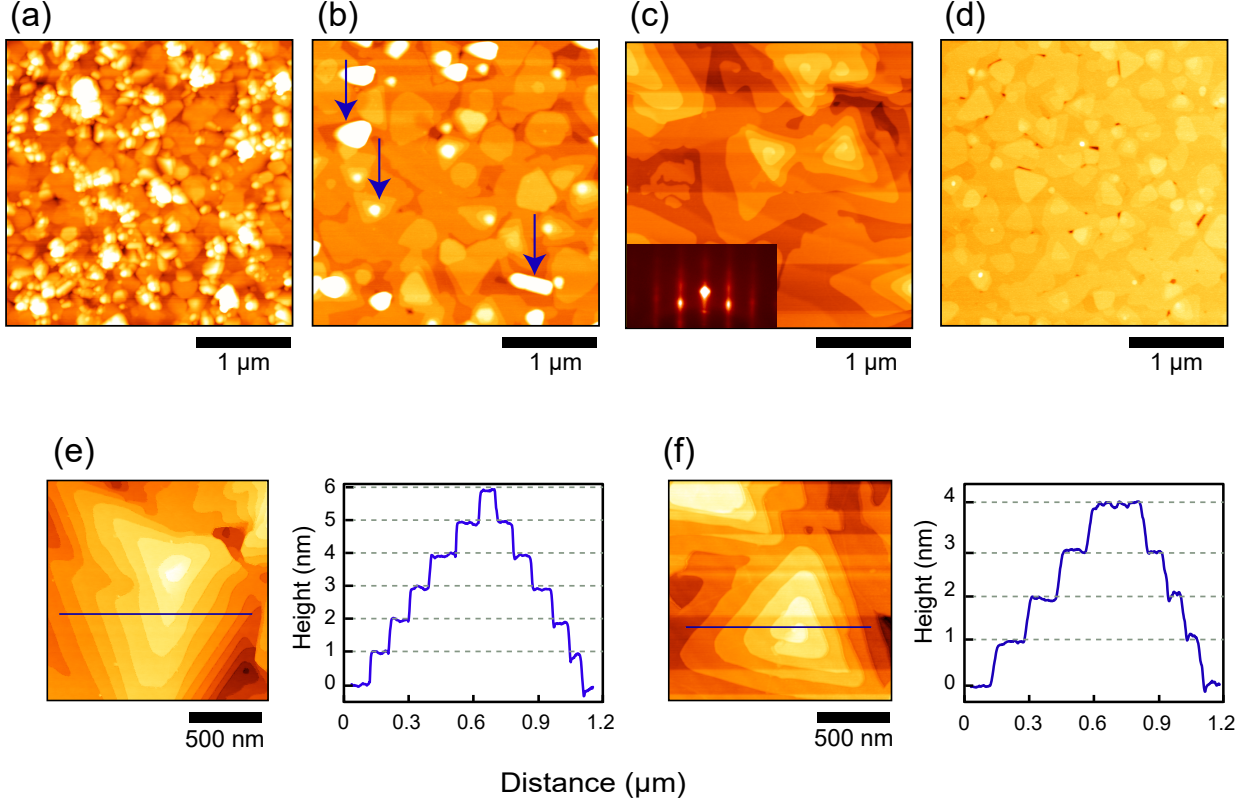 (a)
(b)
(c)
(d)
1 μm
1 μm
1 μm
1 μm
(e)
(f)
Height (nm)
6
5
4
3
2
1
0
0
0.3
0.6
0.9
1.2
500 nm
Height (nm)
4
3
2
1
0
0
0.3
0.6
0.9
1.2
500 nm
Distance (μm)